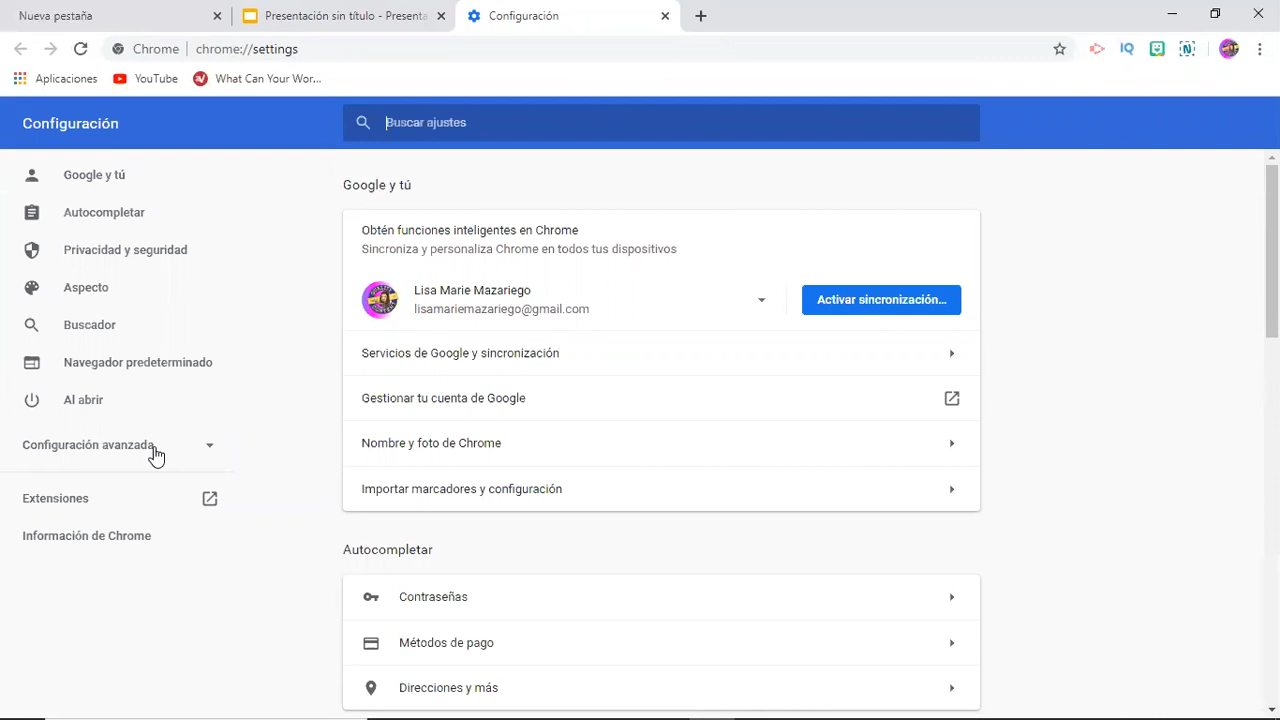 Nueva pestaña
Presentación sin título - Presenta
Configuración
Chrome
chrome://settings
Aplicaciones
YouTube
What Can Your Wor...
Configuración
Buscar ajustes
Google y tú
Autocompletar
Privacidad y seguridad
Aspecto
Buscador
Navegador predeterminado
Al abrir
Configuración avanzada
Extensiones
Información de Chrome
Google y tú
Obtén funciones inteligentes en Chrome
Sincroniza y personaliza Chrome en todos tus dispositivos
Lisa Marie Mazariego
lisamariemazariego@gmail.com
Activar sincronización...
Servicios de Google y sincronización
Gestionar tu cuenta de Google
Nombre y foto de Chrome
Importar marcadores y configuración
Autocompletar
Contraseñas
Métodos de pago
Direcciones y más